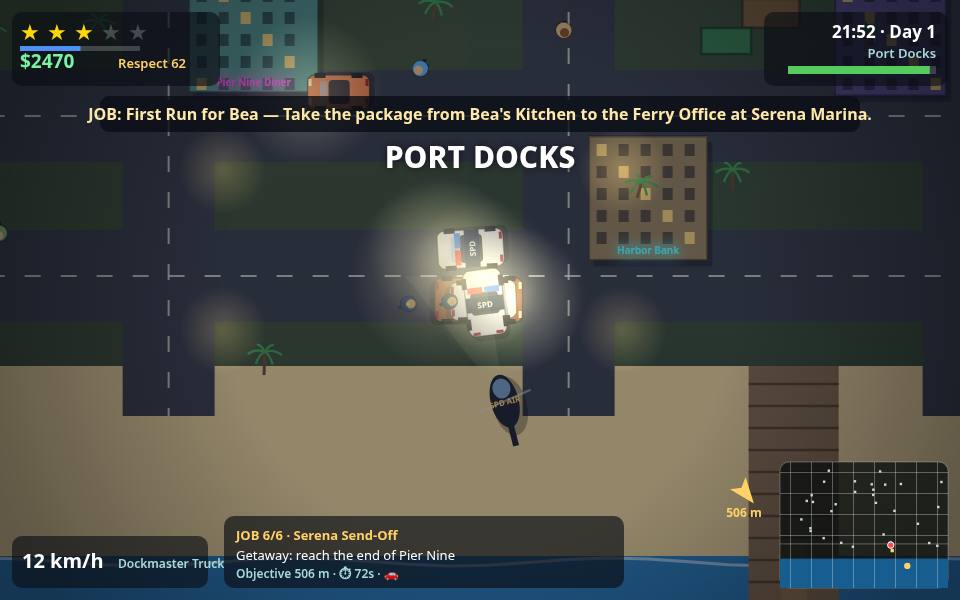 ★★★★★
$2470 Respect 62
Pier Nine Diner
21:52 · Day 1
Port Docks
JOB: First Run for Bea — Take the package from Bea's Kitchen to the Ferry Office at Serena Marina.
PORT DOCKS
Harbor Bank
SPD
SPD
SPD AIR
506 m
12 km/h Dockmaster Truck
JOB 6/6 · Serena Send-Off
Getaway: reach the end of Pier Nine
Objective 506 m · ⏱ 72s · 🚗